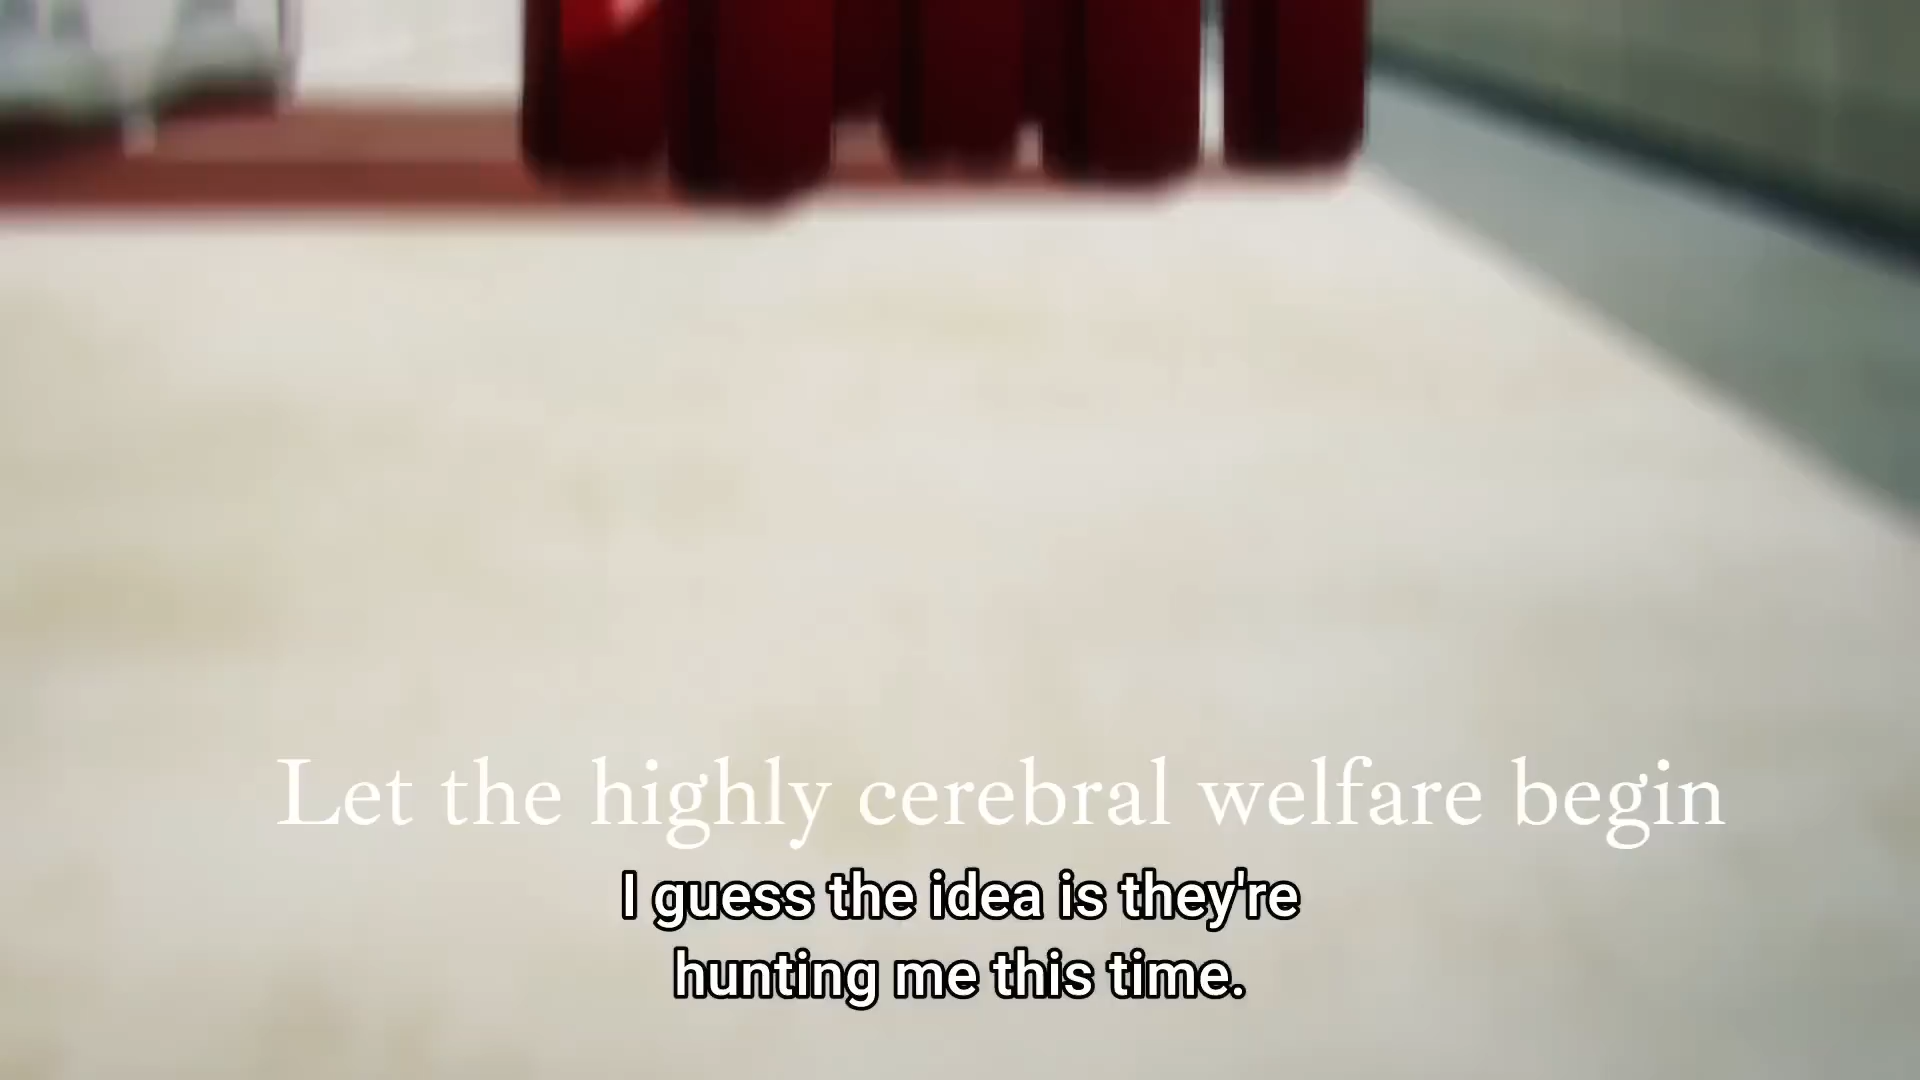 Let the highly cerebral welfare begin
I guess the idea is they're
hunting me this time.